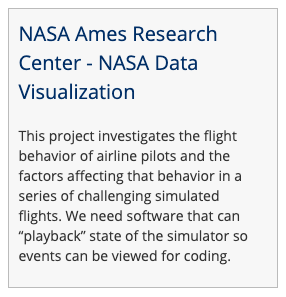 NASA Ames Research
Center - NASA Data
Visualization
This project investigates the flight
behavior of airline pilots and the
factors affecting that behavior in a
series of challenging simulated
flights. We need software that can
“playback” state of the simulator so
events can be viewed for coding.